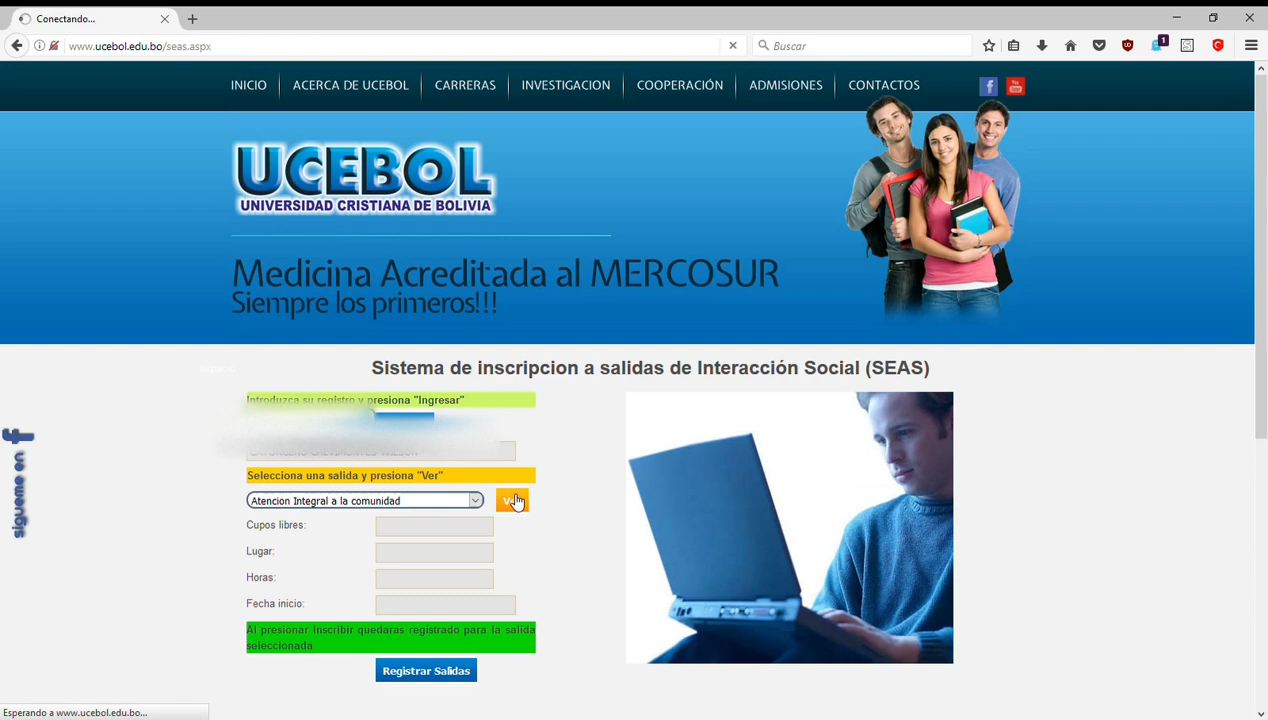 Conectando...
www.ucebol.edu.bo/seas.aspx
Buscar
1
INICIO
ACERCA DE UCEBOL
CARRERAS
INVESTIGACION
COOPERACIÓN
ADMISIONES
CONTACTOS
f
You
UCEBOL
UNIVERSIDAD CRISTIANA DE BOLIVIA
Medicina Acreditada al MERCOSUR
Siempre los primeros!!!
Sistema de inscripcion a salidas de Interacción Social (SEAS)
Introduzca su registro y presiona "Ingresar"
Selecciona una salida y presiona "Ver"
Atencion Integral a la comunidad
Cupos libres:
Lugar:
Horas:
Fecha inicio:
Al presionar Inscribir quedaras registrado para la salida
seleccionada
Registrar Salidas
sigueme en f
Esperando a www.ucebol.edu.bo...